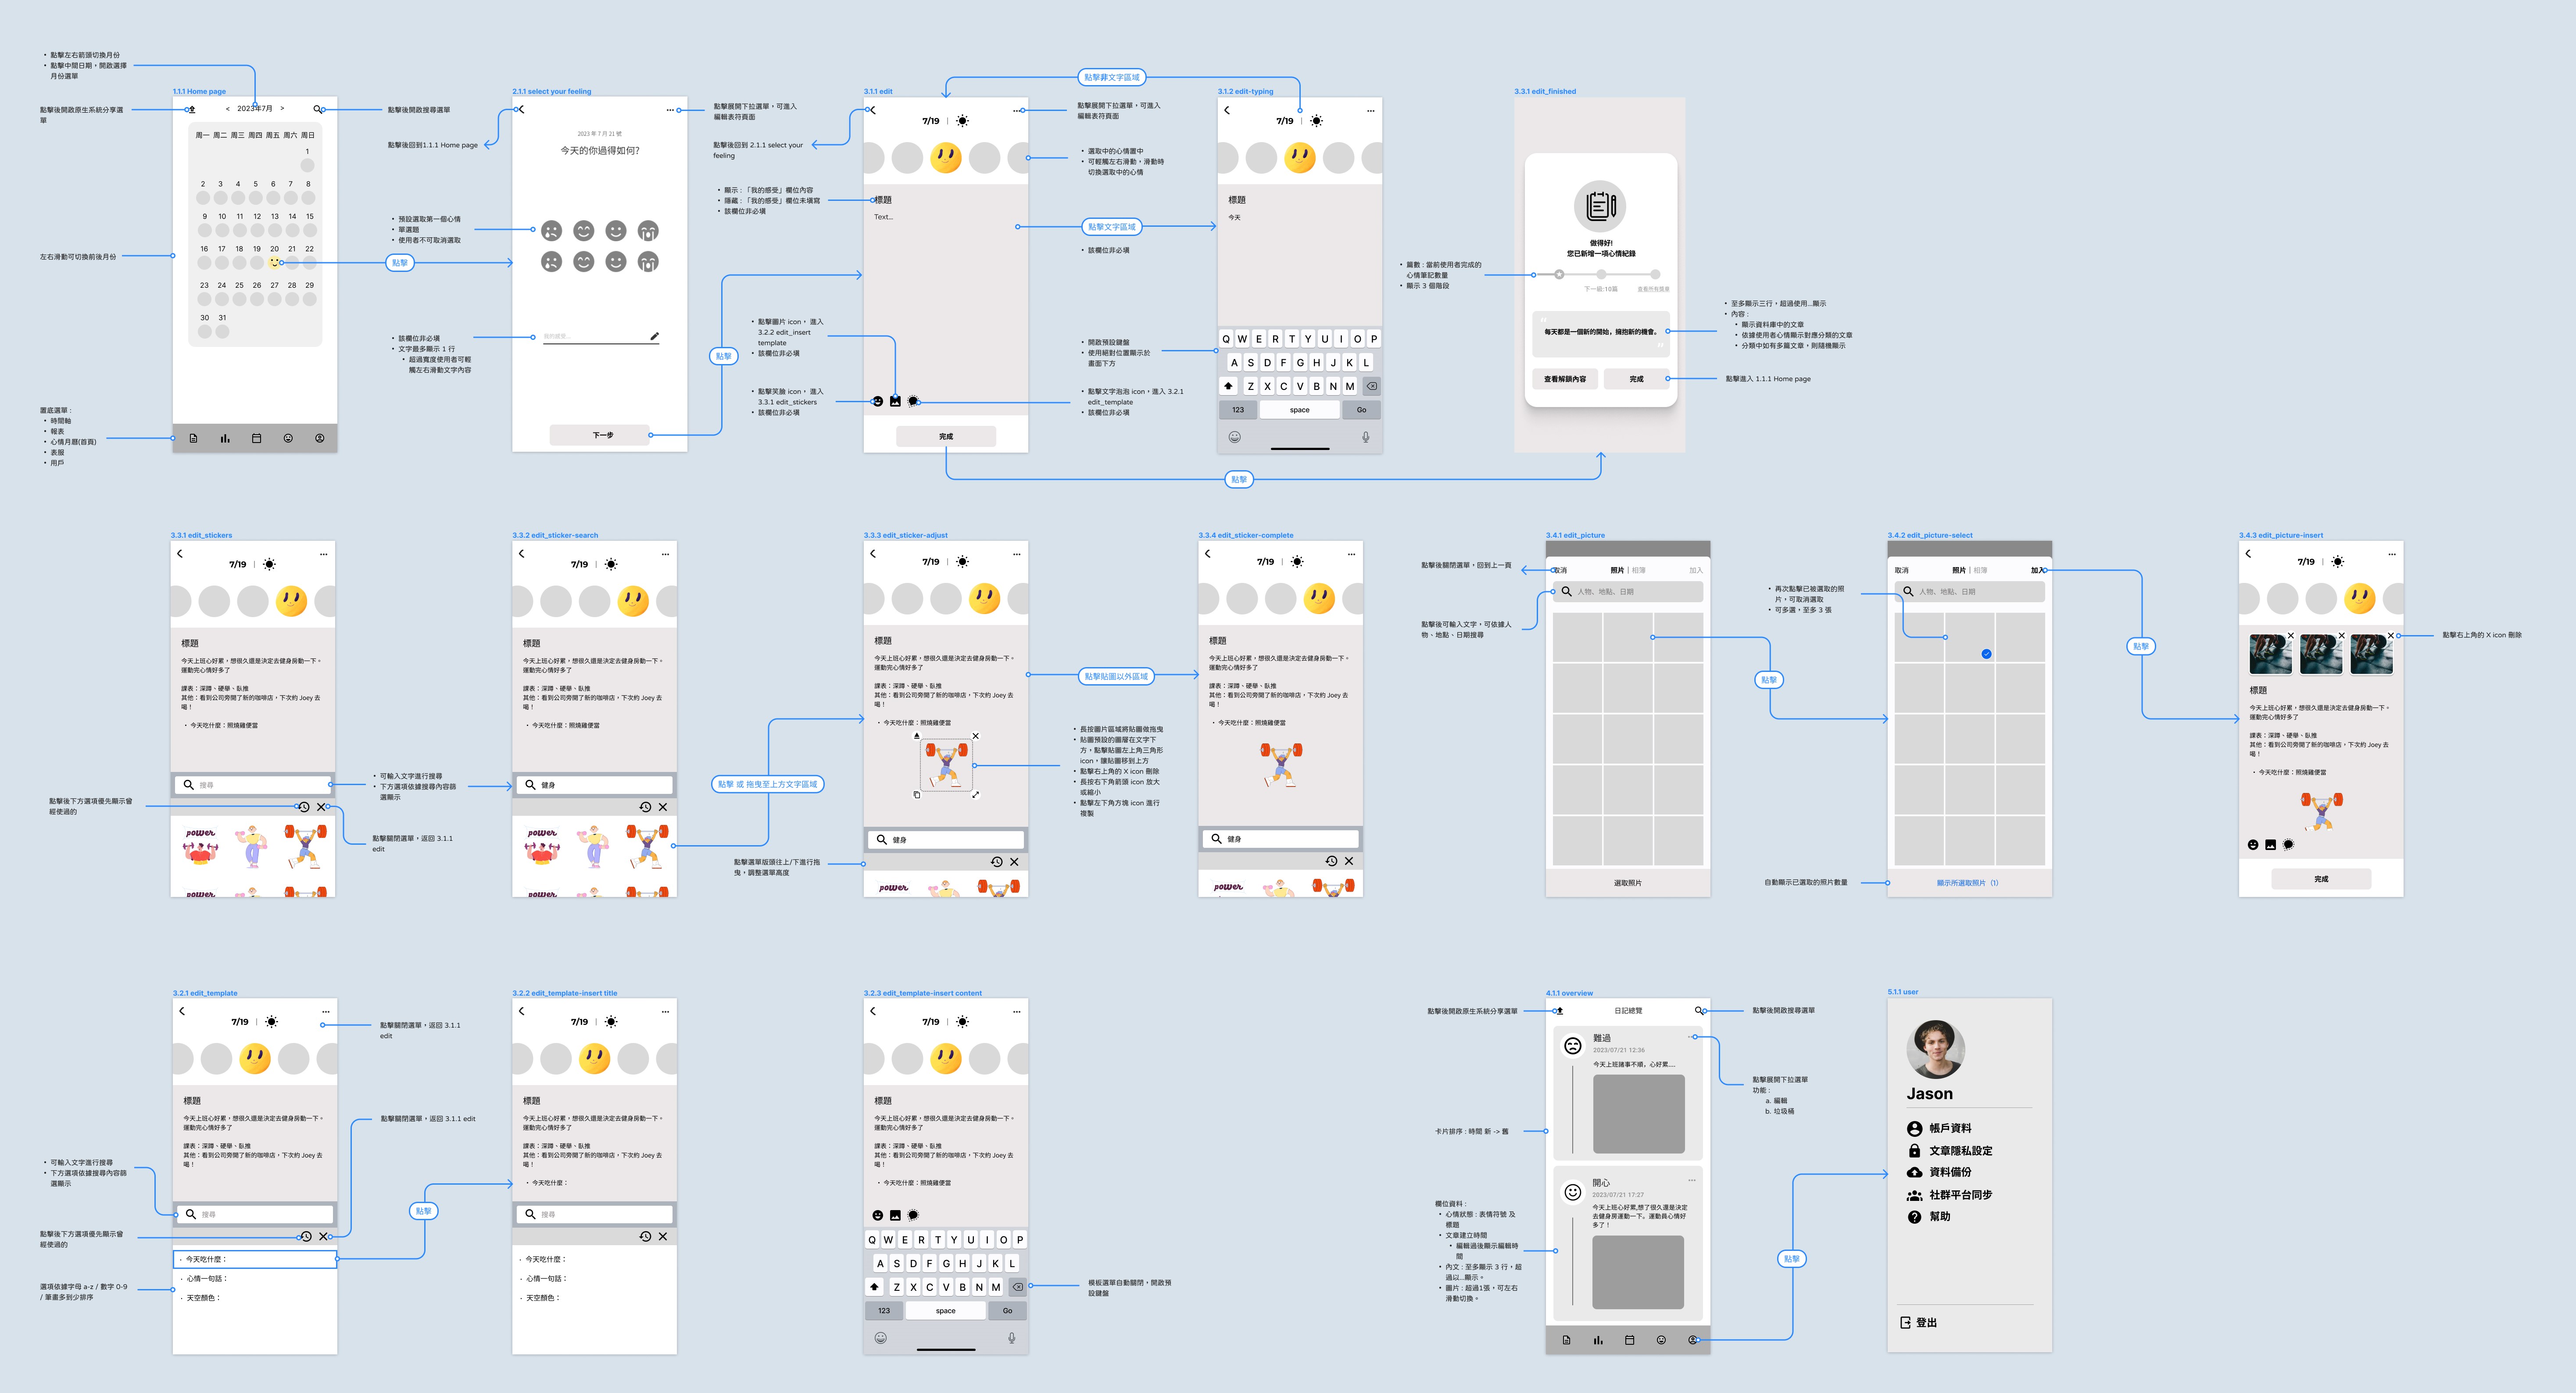 點擊左右箭頭切換月份
點擊中間日期，開啟選擇
月份選單
點擊後開啟原生系統分享選
單
左右滑動可切換前後月份
置底選單：
時間軸
報表
心情月曆(首頁)
表服
用戶
1.1.1 Home page
< 2023年7月 >
周一 周二 周三 周四 周五 周六 周日
1
2 3 4 5 6 7 8
9 10 11 12 13 14 15
16 17 18 19 20 21 22
23 24 25 26 27 28 29
30 31
點擊後開啟搜尋選單
點擊後回到1.1.1 Home page
預設選取第一個心情
單選題
使用者不可取消選取
點擊
該欄位非必填
文字最多顯示 1 行
超過寬度使用者可輕
觸左右滑動文字內容
2.1.1 select your feeling
2023 年 7 月 21 號
今天的你過得如何?
我的感受...
下一步
點擊展開下拉選單，可進入
編輯表符頁面
點擊後回到 2.1.1 select your
feeling
顯示：「我的感受」欄位內容
隱藏：「我的感受」欄位未填寫
該欄位非必填
點擊圖片 icon， 進入
3.2.2 edit_insert
template
該欄位非必填
點擊
點擊笑臉 icon， 進入
3.3.1 edit_stickers
該欄位非必填
3.1.1 edit
7/19
標題
Text...
完成
點擊非文字區域
點擊展開下拉選單，可進入
編輯表符頁面
選取中的心情置中
可輕觸左右滑動，滑動時
切換選取中的心情
點擊文字區域
該欄位非必填
開啟預設鍵盤
使用絕對位置顯示於
畫面下方
點擊文字泡泡 icon，進入 3.2.1
edit_template
該欄位非必填
點擊
3.1.2 edit-typing
7/19
標題
今天
Q W E R T Y U I O P
A S D F G H J K L
Z X C V B N M
123 space Go
篇數 : 當前使用者完成的
心情筆記數量
顯示 3 個階段
3.3.1 edit_finished
做得好!
您已新增一項心情紀錄
下一級:10篇 查看所有獎章
每天都是一個新的開始，擁抱新的機會。
查看解鎖內容 完成
至多顯示三行，超過使用...顯示
內容 :
顯示資料庫中的文章
依據使用者心情顯示對應分類的文章
分類中如有多篇文章，則隨機顯示
點擊進入 1.1.1 Home page
3.3.1 edit_stickers
7/19
標題
今天上班心好累，想很久還是決定去健身房動一下。
運動完心情好多了
課表：深蹲、硬舉、臥推
其他：看到公司旁開了新的咖啡店，下次約 Joey 去
喝！
今天吃什麼：照燒雞便當
搜尋
power
power
點擊後下方選項優先顯示曾
經使過的
可輸入文字進行搜尋
下方選項依據搜尋內容篩
選顯示
點擊關閉選單，返回 3.1.1
edit
3.3.2 edit_sticker-search
7/19
標題
今天上班心好累，想很久還是決定去健身房動一下。
運動完心情好多了
課表：深蹲、硬舉、臥推
其他：看到公司旁開了新的咖啡店，下次約 Joey 去
喝！
今天吃什麼：照燒雞便當
健身
power
power
點擊 或 拖曳至上方文字區域
點擊選單版頭往上/下進行拖
曳，調整選單高度
3.3.3 edit_sticker-adjust
7/19
標題
今天上班心好累，想很久還是決定去健身房動一下。
運動完心情好多了
課表：深蹲、硬舉、臥推
其他：看到公司旁開了新的咖啡店，下次約 Joey 去
喝！
今天吃什麼：照燒雞便當
健身
power
點擊貼圖以外區域
長按圖片區域將貼圖做拖曳
貼圖預設的圖層在文字下
方，點擊貼圖左上角三角形
icon，讓貼圖移到上方
點擊右上角的 X icon 刪除
長按右下角箭頭 icon 放大
或縮小
點擊左下角方塊 icon 進行
複製
3.3.4 edit_sticker-complete
7/19
標題
今天上班心好累，想很久還是決定去健身房動一下。
運動完心情好多了
課表：深蹲、硬舉、臥推
其他：看到公司旁開了新的咖啡店，下次約 Joey 去
喝！
今天吃什麼：照燒雞便當
健身
power
點擊後關閉選單，回到上一頁
點擊後可輸入文字，可依據人
物、地點、日期搜尋
3.4.1 edit_picture
取消 照片 | 相簿 加入
人物、地點、日期
選取照片
點擊
再次點擊已被選取的照
片，可取消選取
可多選，至多 3 張
自動顯示已選取的照片數量
3.4.2 edit_picture-select
取消 照片 | 相簿 加入
人物、地點、日期
顯示所選取照片（1）
點擊
3.4.3 edit_picture-insert
7/19
標題
今天上班心好累，想很久還是決定去健身房動一下。
運動完心情好多了
課表：深蹲、硬舉、臥推
其他：看到公司旁開了新的咖啡店，下次約 Joey 去
喝！
今天吃什麼：照燒雞便當
完成
點擊右上角的 X icon 刪除
3.2.1 edit_template
7/19
標題
今天上班心好累，想很久還是決定去健身房動一下。
運動完心情好多了
課表：深蹲、硬舉、臥推
其他：看到公司旁開了新的咖啡店，下次約 Joey 去
喝！
搜尋
今天吃什麼：
心情一句話：
天空顏色：
可輸入文字進行搜尋
下方選項依據搜尋內容篩
選顯示
點擊後下方選項優先顯示曾
經使過的
選項依據字母 a-z / 數字 0-9
/ 筆畫多到少排序
點擊關閉選單，返回 3.1.1
edit
點擊關閉選單，返回 3.1.1 edit
點擊
3.2.2 edit_template-insert title
7/19
標題
今天上班心好累，想很久還是決定去健身房動一下。
運動完心情好多了
課表：深蹲、硬舉、臥推
其他：看到公司旁開了新的咖啡店，下次約 Joey 去
喝！
今天吃什麼：
搜尋
今天吃什麼：
心情一句話：
天空顏色：
3.2.3 edit_template-insert content
7/19
標題
今天上班心好累，想很久還是決定去健身房動一下。
運動完心情好多了
課表：深蹲、硬舉、臥推
其他：看到公司旁開了新的咖啡店，下次約 Joey 去
喝！
今天吃什麼：照燒雞便當
Q W E R T Y U I O P
A S D F G H J K L
Z X C V B N M
123 space Go
模板選單自動關閉，開啟預
設鍵盤
點擊後開啟原生系統分享選單
卡片排序 : 時間 新 -> 舊
欄位資料 :
心情狀態 : 表情符號 及
標題
文章建立時間
編輯過後顯示編輯時
間
內文 : 至多顯示 3 行，超
過以...顯示。
圖片 : 超過1張，可左右
滑動切換。
4.1.1 overview
日記總覽
難過
2023/07/21 12:36
今天上班諸事不順，心好累....
開心
2023/07/21 17:27
今天上班心好累,想了很久還是決定
去健身房運動一下。運動員心情好
多了！
點擊後開啟搜尋選單
點擊展開下拉選單
功能 :
a. 編輯
b. 垃圾桶
點擊
5.1.1 user
Jason
帳戶資料
文章隱私設定
資料備份
社群平台同步
幫助
登出